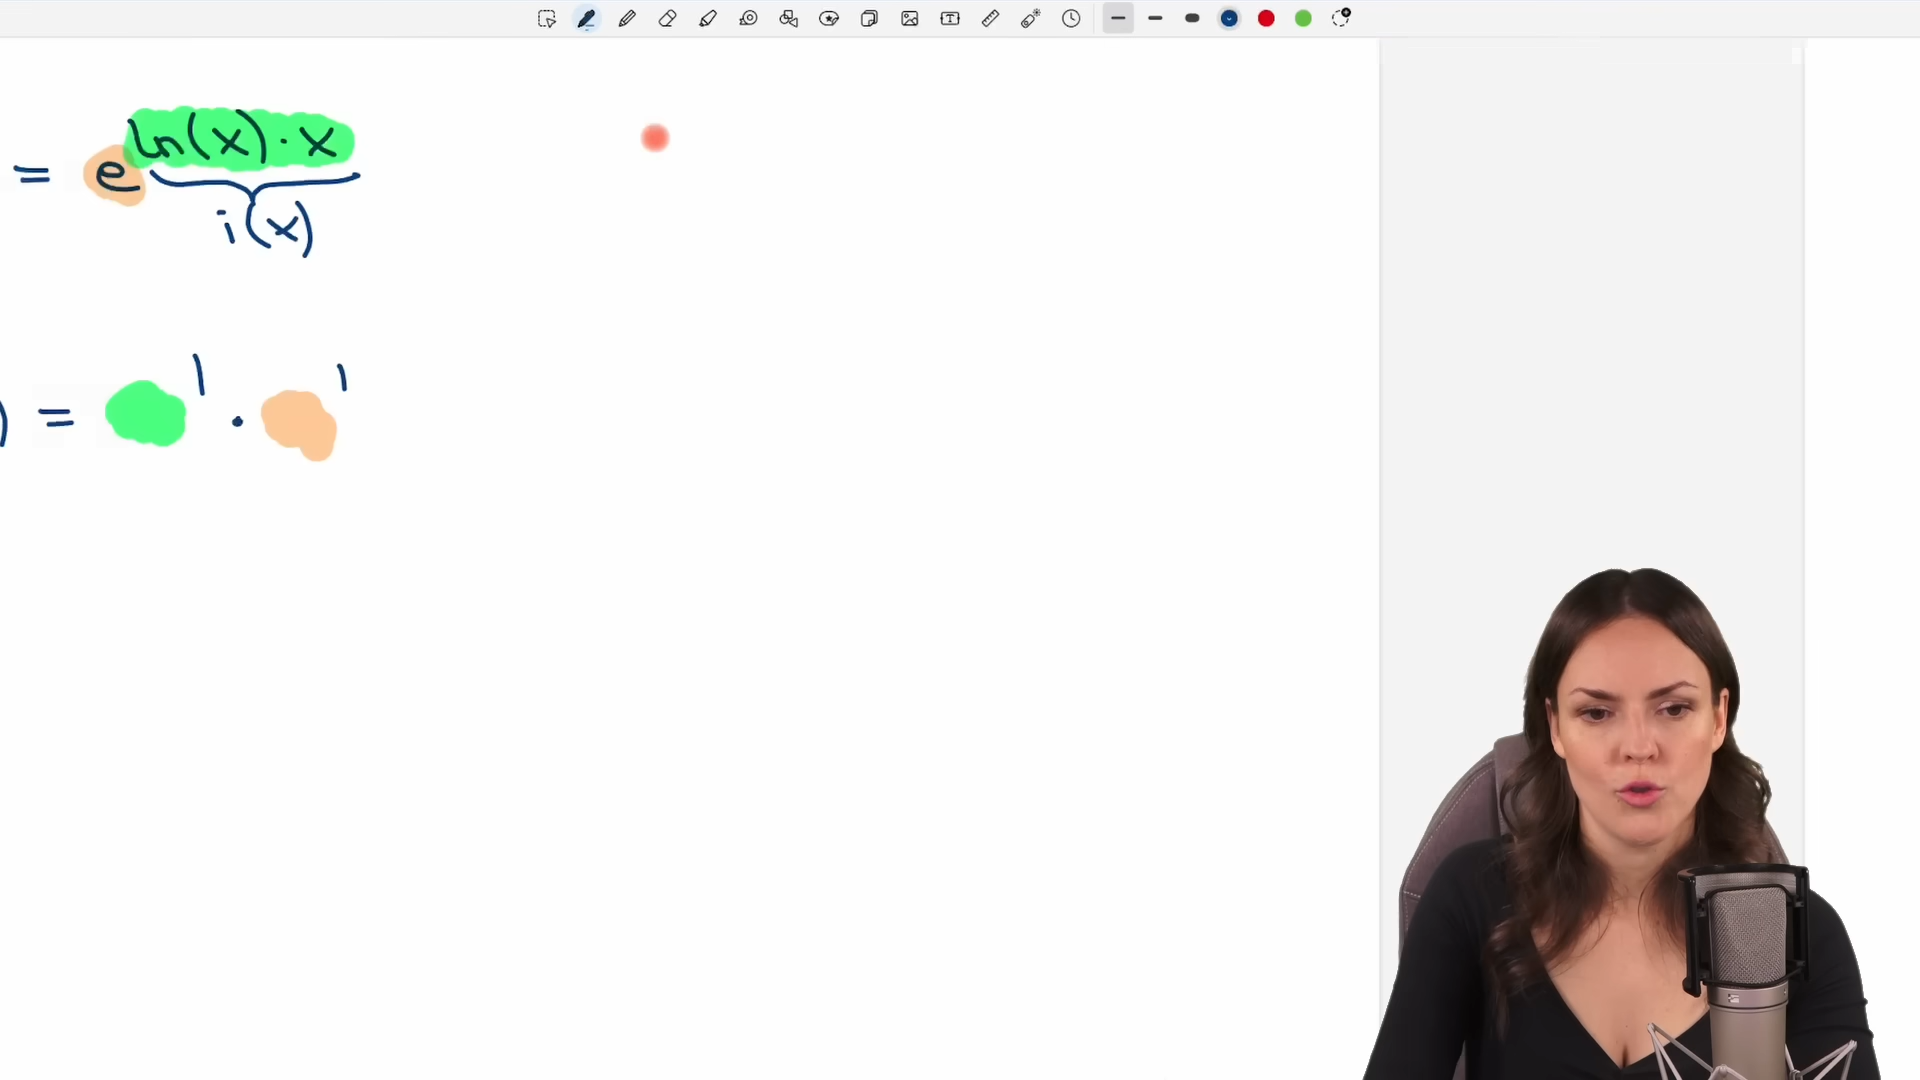 = e^ln(x)·x
i(x)
) = ' · '